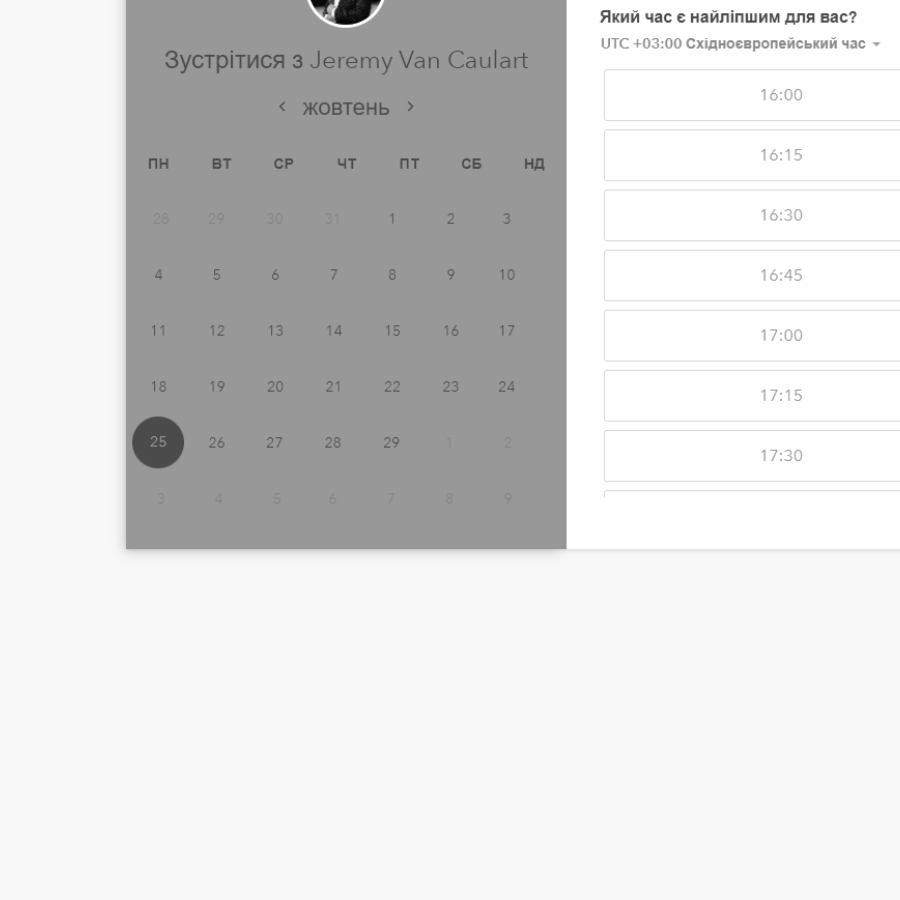 Зустрітися з Jeremy Van Caulart
жовтень
ПН ВТ СР ЧТ ПТ СБ НД
28 29 30 31 1 2 3
4 5 6 7 8 9 10
11 12 13 14 15 16 17
18 19 20 21 22 23 24
25 26 27 28 29 1 2
3 4 5 6 7 8 9
Який час є найліпшим для вас?
UTC +03:00 Східноєвропейський час
16:00
16:15
16:30
16:45
17:00
17:15
17:30